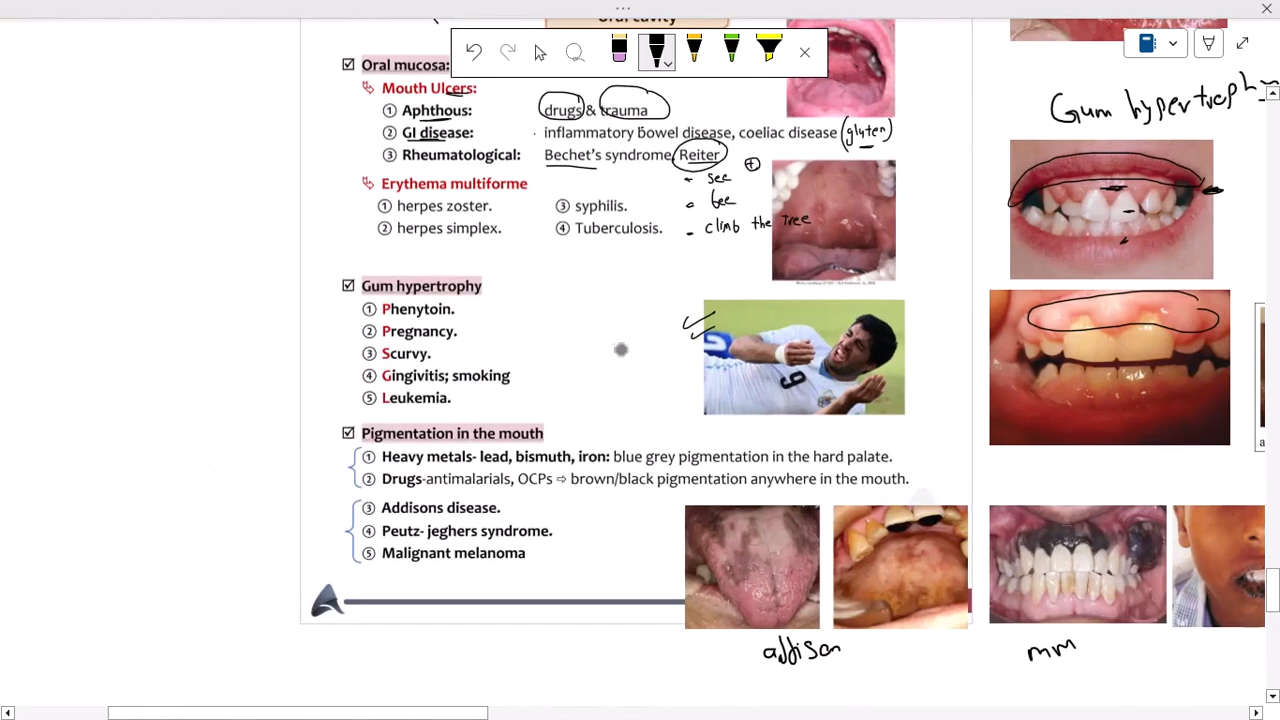 Oral cavity
Oral mucosa:
Mouth Ulcers:
① Aphthous: drugs & trauma
② GI disease: inflammatory bowel disease, coeliac disease (gluten)
③ Rheumatological: Bechet's syndrome, Reiter
- see
Erythema multiforme
① herpes zoster. ③ syphilis.
② herpes simplex. ④ Tuberculosis.
- climb the Tree
Gum hypertrophy
① Phenytoin.
② Pregnancy.
③ Scurvy.
④ Gingivitis; smoking
⑤ Leukemia.
9
Pigmentation in the mouth
① Heavy metals- lead, bismuth, iron: blue grey pigmentation in the hard palate.
② Drugs-antimalarials, OCPs ⇨ brown/black pigmentation anywhere in the mouth.
③ Addisons disease.
④ Peutz- jeghers syndrome.
⑤ Malignant melanoma
addison
Gum hypertroph
a
mm